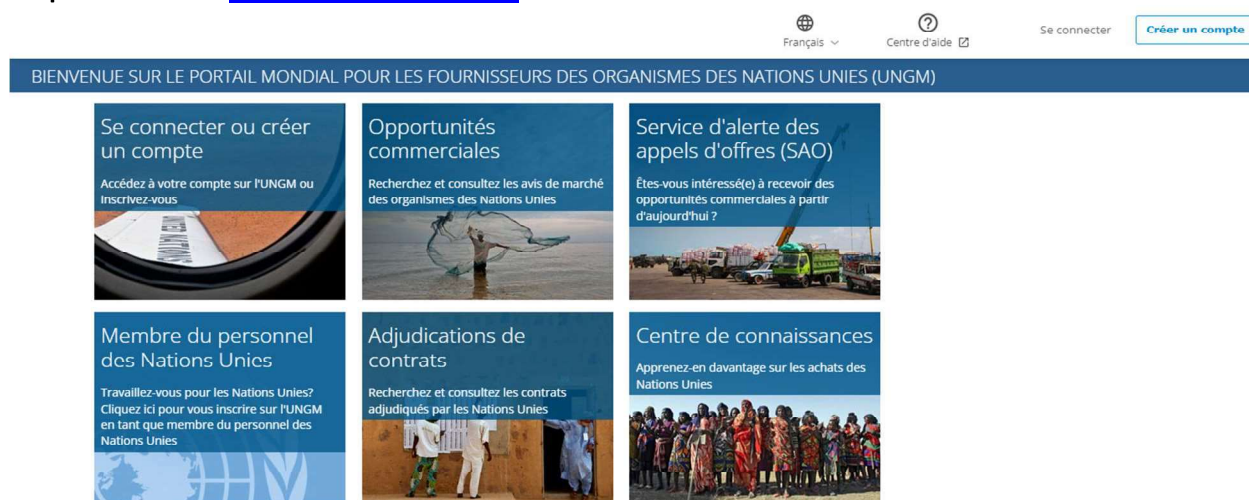 Français
Centre d'aide
Se connecter
Créer un compte
BIENVENUE SUR LE PORTAIL MONDIAL POUR LES FOURNISSEURS DES ORGANISMES DES NATIONS UNIES (UNGM)
Se connecter ou créer
un compte
Accédez à votre compte sur l'UNGM ou
inscrivez-vous
UNITED NATIONS
Opportunités
commerciales
Recherchez et consultez les avis de marché
des organismes des Nations Unies
Service d'alerte des
appels d'offres (SAO)
Êtes-vous intéressé(e) à recevoir des
opportunités commerciales à partir
d'aujourd'hui ?
Membre du personnel
des Nations Unies
Travaillez-vous pour les Nations Unies?
Cliquez ici pour vous inscrire sur l'UNGM
en tant que membre du personnel des
Nations Unies
Adjudications de
contrats
Recherchez et consultez les contrats
adjudiqués par les Nations Unies
Centre de connaissances
Apprenez-en davantage sur les achats des
Nations Unies